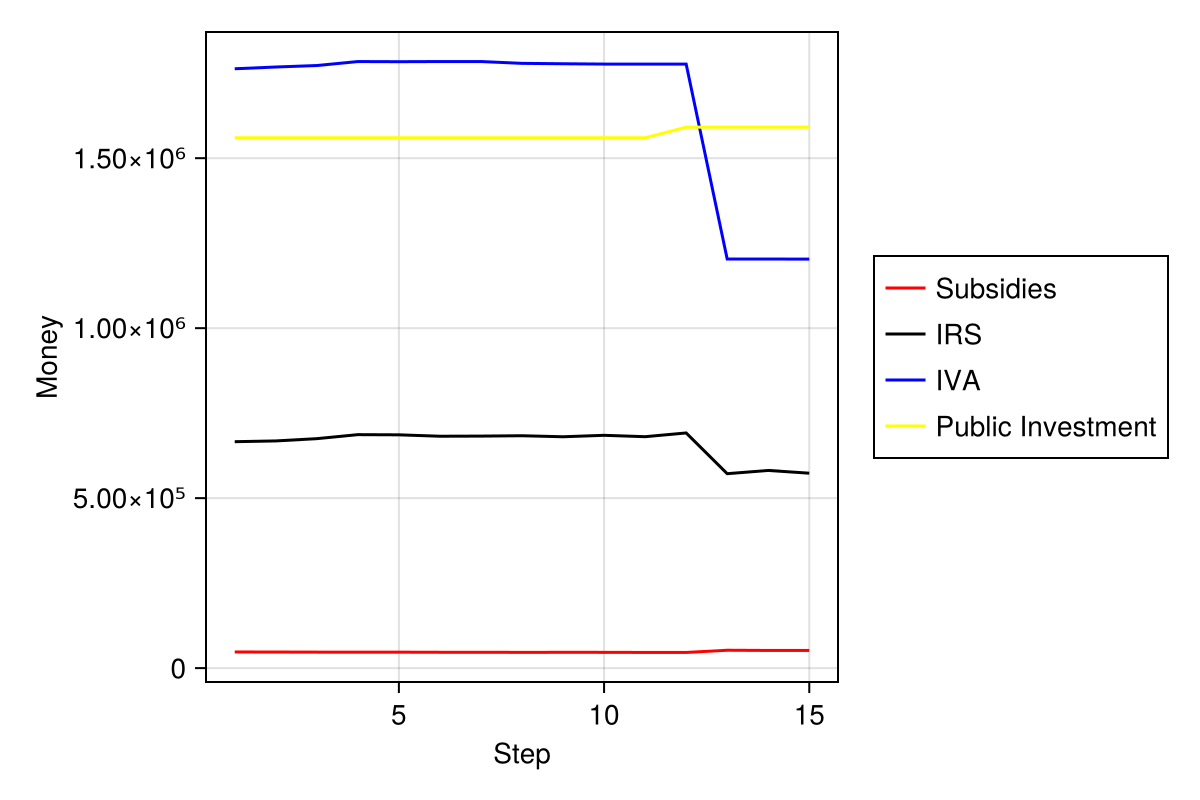 Money
1.50×10⁶
1.00×10⁶
5.00×10⁵
0
5
10
15
Step
Subsidies
IRS
IVA
Public Investment